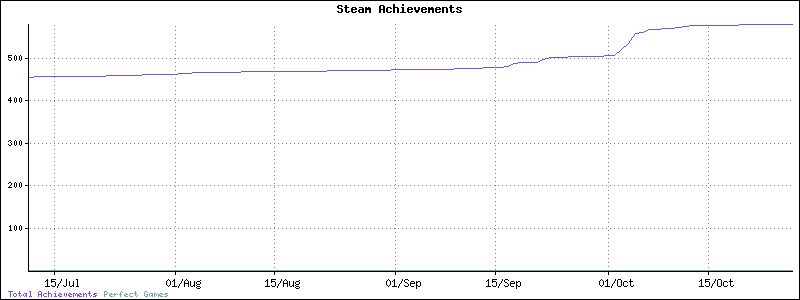 Steam Achievements
500
400
300
200
100
15/Jul 01/Aug 15/Aug 01/Sep 15/Sep 01/Oct 15/Oct
Total Achievements Perfect Games